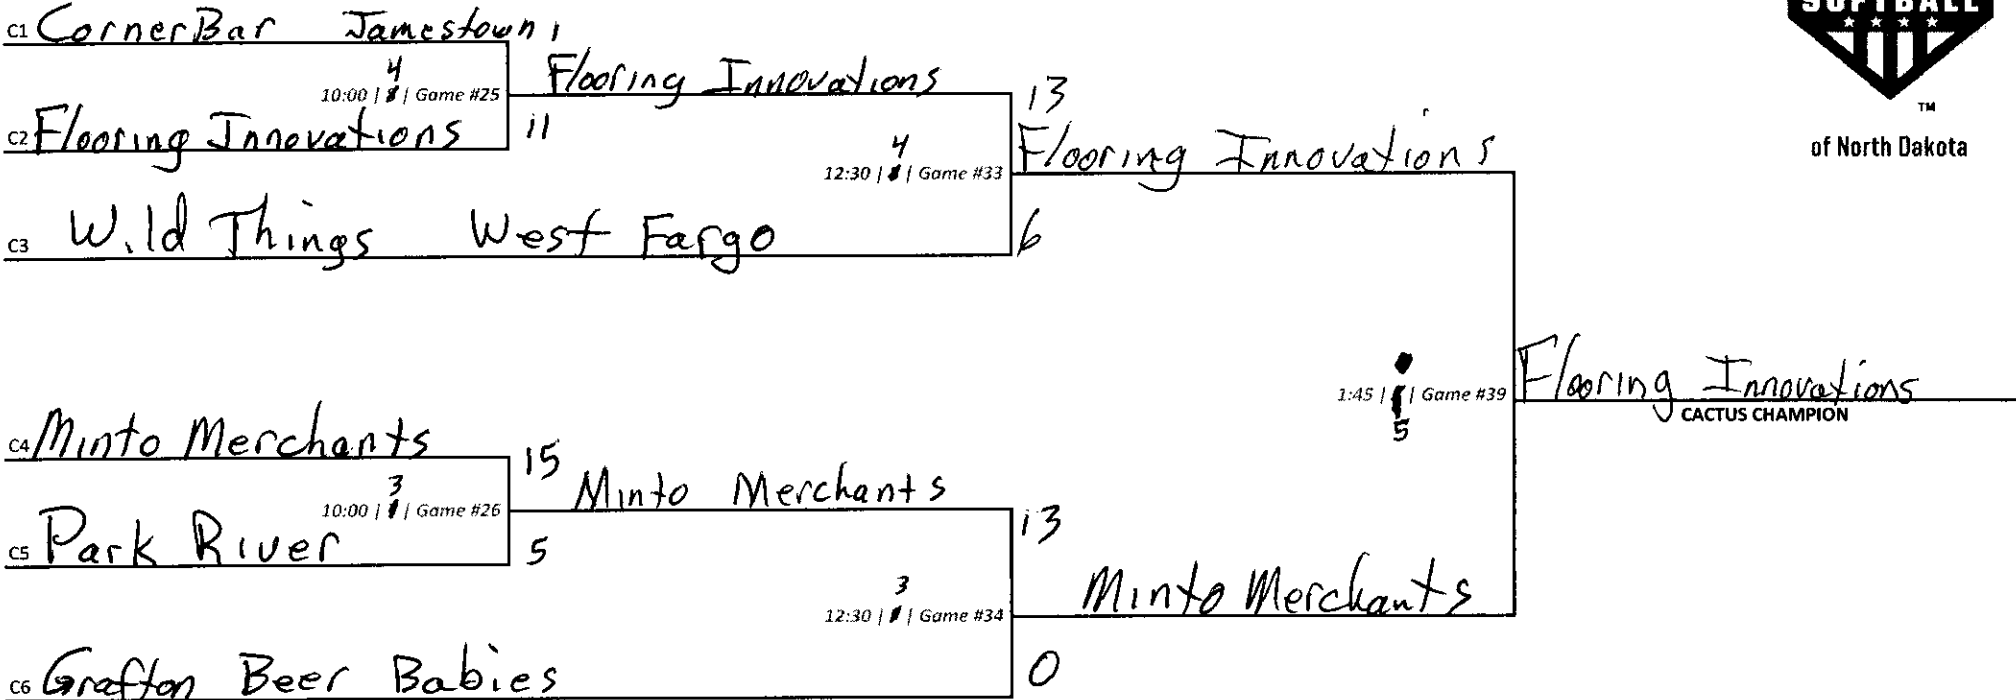 SOFTBALL
★ ★ ★ ★
TM
of North Dakota
C1 CornerBar Jamestown 1
4
10:00 | | Game #25
Flooring Innovations 13
C2 Flooring Innovations 11
4
12:30 | | Game #33
Flooring Innovations
C3 Wild Things West Fargo 6
1:45 | | Game #39
5
Flooring Innovations
CACTUS CHAMPION
C4 Minto Merchants 15
3
10:00 | | Game #26
Minto Merchants 13
C5 Park River 5
3
12:30 | | Game #34
Minto Merchants
C6 Grafton Beer Babies 0